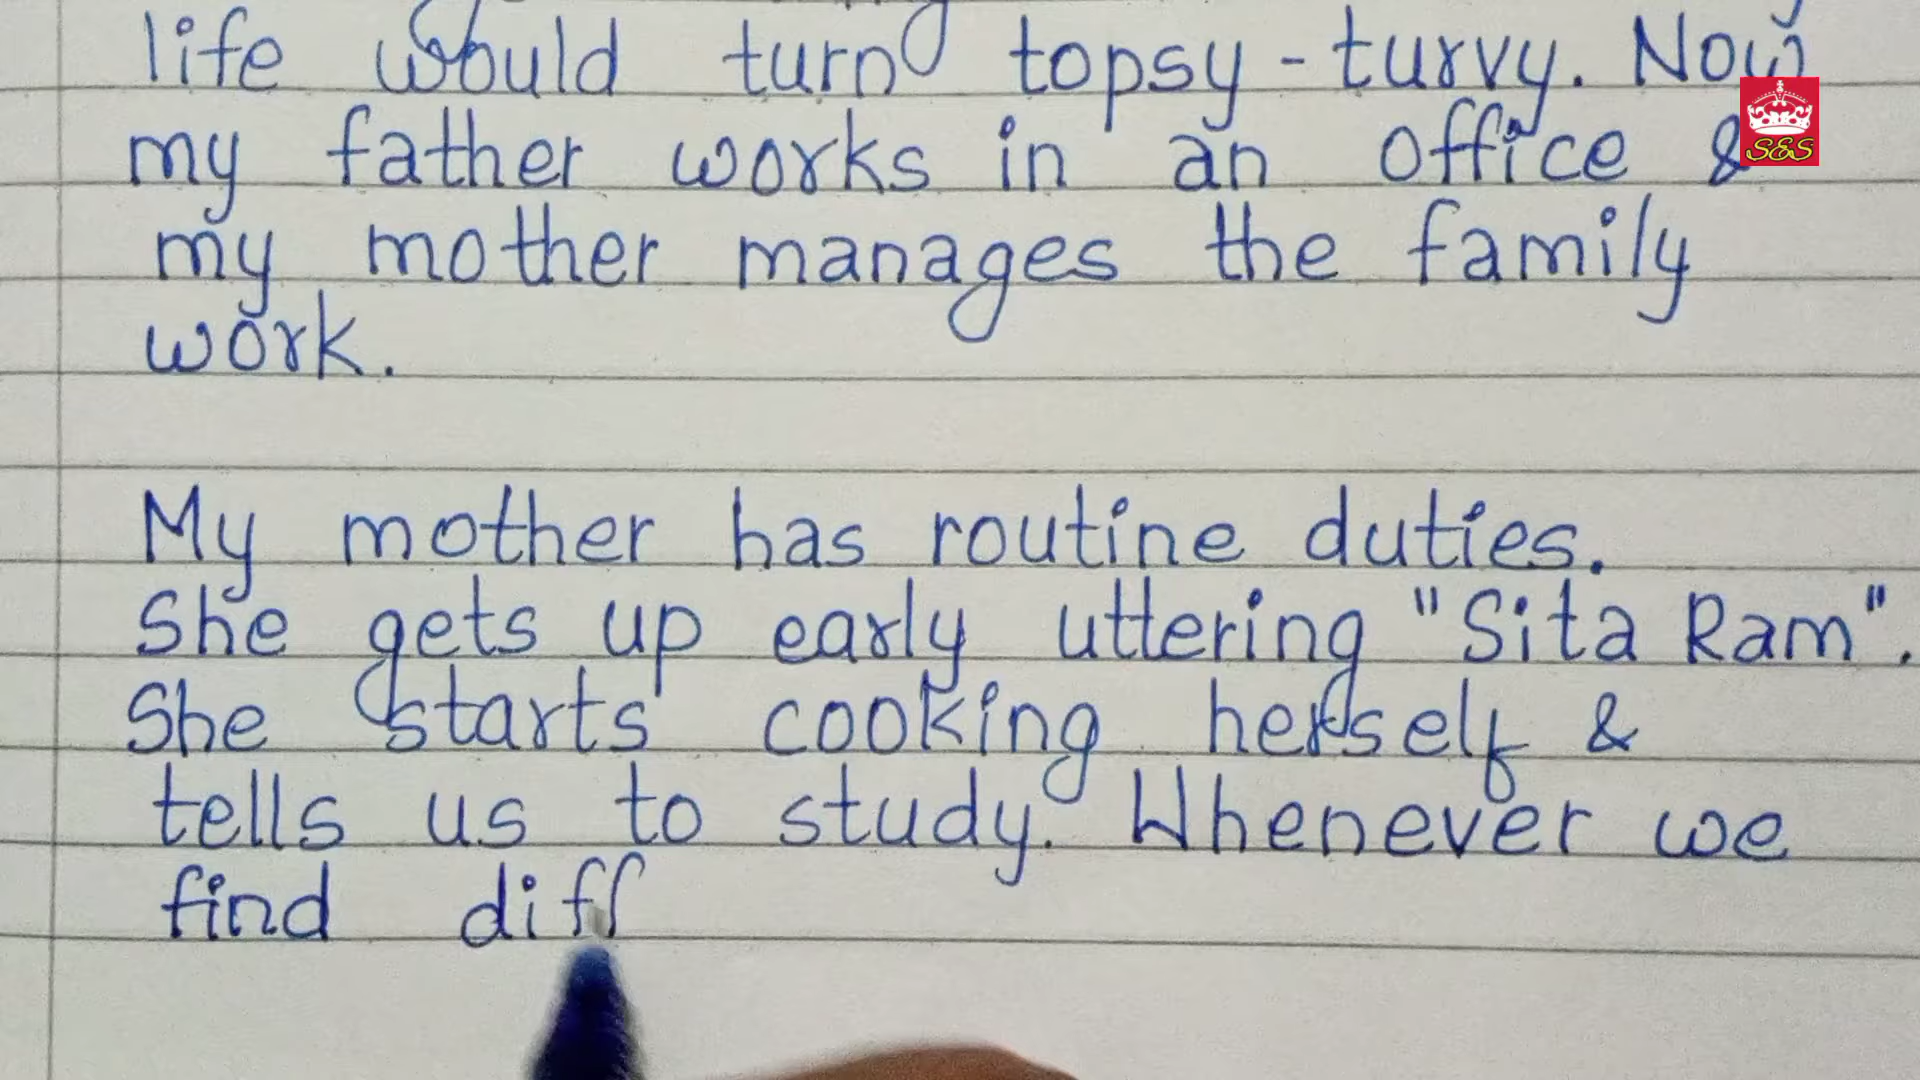 life would turn topsy-turvy. Now
my father works in an office &
my mother manages the family
work.
My mother has routine duties.
She gets up early uttering "Sita Ram".
She starts cooking herself &
tells us to study. Whenever we
find diff
S&S